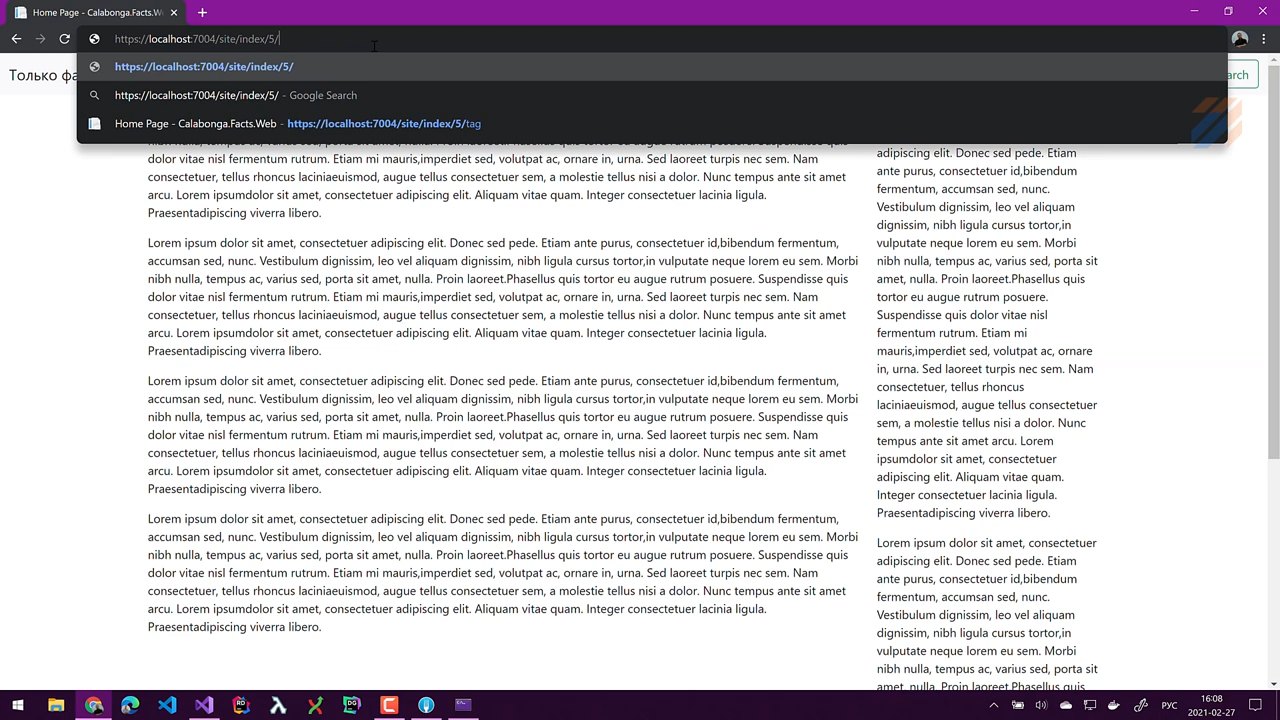 Home Page - Calabonga.Facts.W
https://localhost:7004/site/index/5/
https://localhost:7004/site/index/5/
https://localhost:7004/site/index/5/ - Google Search
Home Page - Calabonga.Facts.Web - https://localhost:7004/site/index/5/tag
Только фа
arch
dolor vitae nisl fermentum rutrum. Etiam mi mauris,imperdiet sed, volutpat ac, ornare in, urna. Sed laoreet turpis nec sem. Nam
consectetuer, tellus rhoncus laciniaeuismod, augue tellus consectetuer sem, a molestie tellus nisi a dolor. Nunc tempus ante sit amet
arcu. Lorem ipsumdolor sit amet, consectetuer adipiscing elit. Aliquam vitae quam. Integer consectetuer lacinia ligula.
Praesentadipiscing viverra libero.
Lorem ipsum dolor sit amet, consectetuer adipiscing elit. Donec sed pede. Etiam ante purus, consectetuer id,bibendum fermentum,
accumsan sed, nunc. Vestibulum dignissim, leo vel aliquam dignissim, nibh ligula cursus tortor,in vulputate neque lorem eu sem. Morbi
nibh nulla, tempus ac, varius sed, porta sit amet, nulla. Proin laoreet.Phasellus quis tortor eu augue rutrum posuere. Suspendisse quis
dolor vitae nisl fermentum rutrum. Etiam mi mauris,imperdiet sed, volutpat ac, ornare in, urna. Sed laoreet turpis nec sem. Nam
consectetuer, tellus rhoncus laciniaeuismod, augue tellus consectetuer sem, a molestie tellus nisi a dolor. Nunc tempus ante sit amet
arcu. Lorem ipsumdolor sit amet, consectetuer adipiscing elit. Aliquam vitae quam. Integer consectetuer lacinia ligula.
Praesentadipiscing viverra libero.
Lorem ipsum dolor sit amet, consectetuer adipiscing elit. Donec sed pede. Etiam ante purus, consectetuer id,bibendum fermentum,
accumsan sed, nunc. Vestibulum dignissim, leo vel aliquam dignissim, nibh ligula cursus tortor,in vulputate neque lorem eu sem. Morbi
nibh nulla, tempus ac, varius sed, porta sit amet, nulla. Proin laoreet.Phasellus quis tortor eu augue rutrum posuere. Suspendisse quis
dolor vitae nisl fermentum rutrum. Etiam mi mauris,imperdiet sed, volutpat ac, ornare in, urna. Sed laoreet turpis nec sem. Nam
consectetuer, tellus rhoncus laciniaeuismod, augue tellus consectetuer sem, a molestie tellus nisi a dolor. Nunc tempus ante sit amet
arcu. Lorem ipsumdolor sit amet, consectetuer adipiscing elit. Aliquam vitae quam. Integer consectetuer lacinia ligula.
Praesentadipiscing viverra libero.
Lorem ipsum dolor sit amet, consectetuer adipiscing elit. Donec sed pede. Etiam ante purus, consectetuer id,bibendum fermentum,
accumsan sed, nunc. Vestibulum dignissim, leo vel aliquam dignissim, nibh ligula cursus tortor,in vulputate neque lorem eu sem. Morbi
nibh nulla, tempus ac, varius sed, porta sit amet, nulla. Proin laoreet.Phasellus quis tortor eu augue rutrum posuere. Suspendisse quis
dolor vitae nisl fermentum rutrum. Etiam mi mauris,imperdiet sed, volutpat ac, ornare in, urna. Sed laoreet turpis nec sem. Nam
consectetuer, tellus rhoncus laciniaeuismod, augue tellus consectetuer sem, a molestie tellus nisi a dolor. Nunc tempus ante sit amet
arcu. Lorem ipsumdolor sit amet, consectetuer adipiscing elit. Aliquam vitae quam. Integer consectetuer lacinia ligula.
Praesentadipiscing viverra libero.
adipiscing elit. Donec sed pede. Etiam
ante purus, consectetuer id,bibendum
fermentum, accumsan sed, nunc.
Vestibulum dignissim, leo vel aliquam
dignissim, nibh ligula cursus tortor,in
vulputate neque lorem eu sem. Morbi
nibh nulla, tempus ac, varius sed, porta sit
amet, nulla. Proin laoreet.Phasellus quis
tortor eu augue rutrum posuere.
Suspendisse quis dolor vitae nisl
fermentum rutrum. Etiam mi
mauris,imperdiet sed, volutpat ac, ornare
in, urna. Sed laoreet turpis nec sem. Nam
consectetuer, tellus rhoncus
laciniaeuismod, augue tellus consectetuer
sem, a molestie tellus nisi a dolor. Nunc
tempus ante sit amet arcu. Lorem
ipsumdolor sit amet, consectetuer
adipiscing elit. Aliquam vitae quam.
Integer consectetuer lacinia ligula.
Praesentadipiscing viverra libero.
Lorem ipsum dolor sit amet, consectetuer
adipiscing elit. Donec sed pede. Etiam
ante purus, consectetuer id,bibendum
fermentum, accumsan sed, nunc.
Vestibulum dignissim, leo vel aliquam
dignissim, nibh ligula cursus tortor,in
vulputate neque lorem eu sem. Morbi
nibh nulla, tempus ac, varius sed, porta sit
amet, nulla. Proin laoreet.Phasellus quis
РУС
16:08
2021-02-27